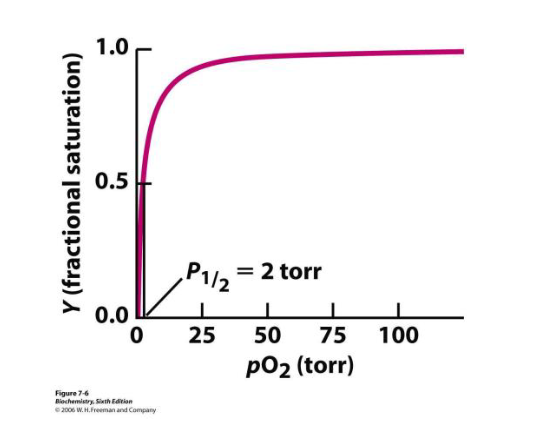 Y (fractional saturation)
1.0
0.5
0.0
P1/2 = 2 torr
0 25 50 75 100
pO2 (torr)
Figure 7-6
Biochemistry, Sixth Edition
© 2006 W. H. Freeman and Company